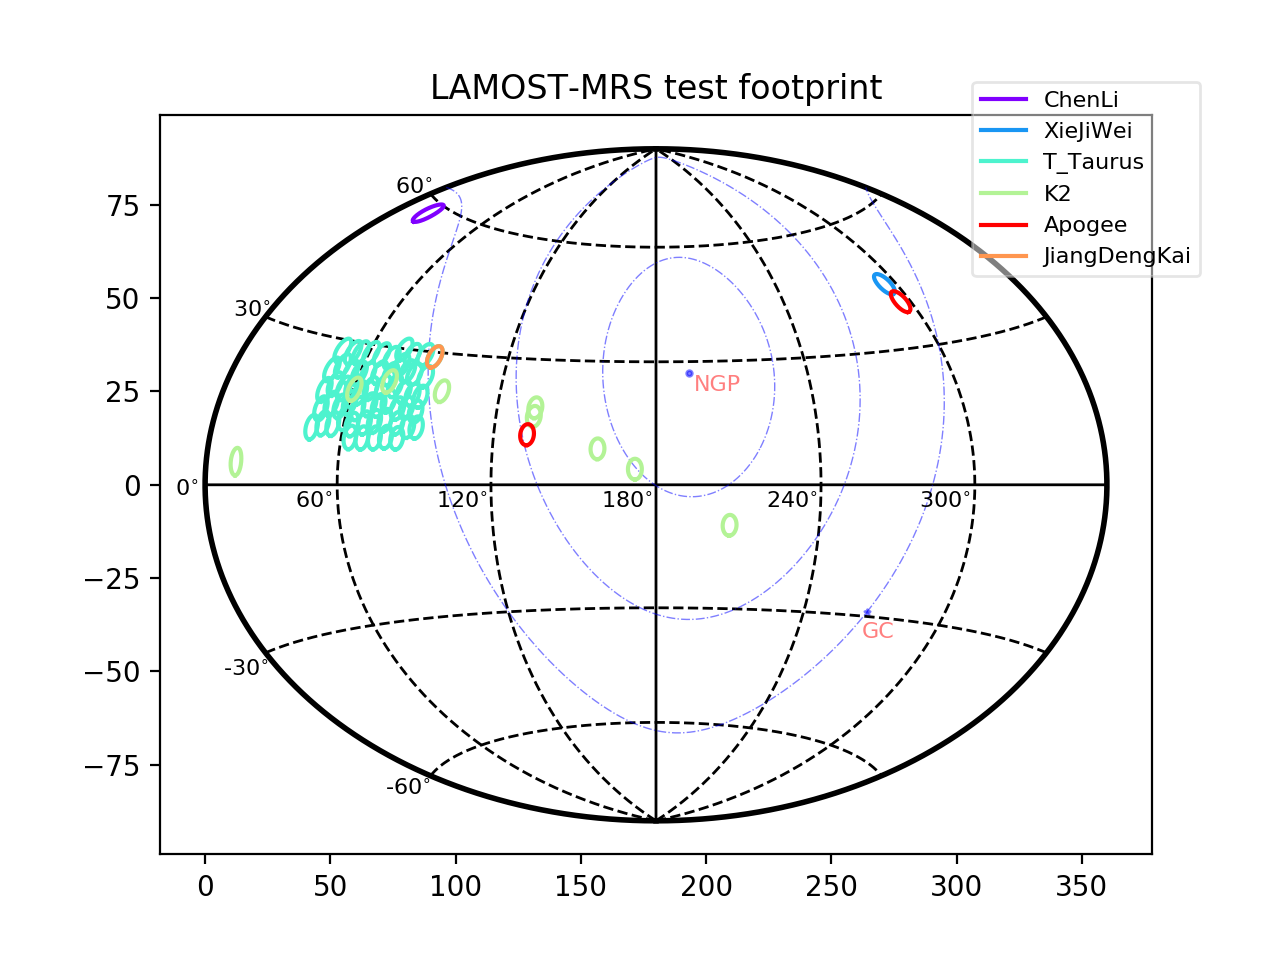 LAMOST-MRS test footprint
ChenLi
XieJiWei
T_Taurus
K2
Apogee
JiangDengKai
75
50
25
0
−25
−50
−75
60°
30°
0°
60°
120°
180°
240°
300°
-30°
-60°
NGP
GC
0
50
100
150
200
250
300
350